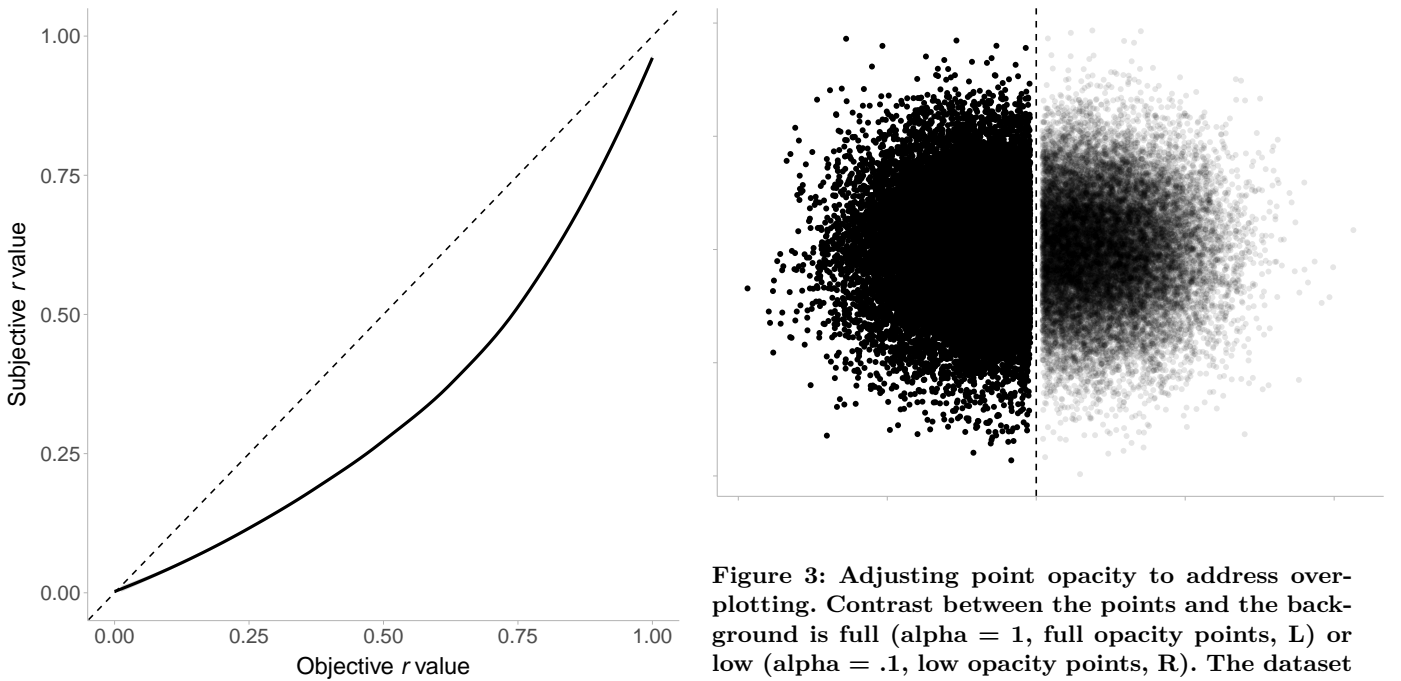 1.00
0.75
0.50
0.25
0.00
Subjective r value
0.00 0.25 0.50 0.75 1.00
Objective r value
Figure 3: Adjusting point opacity to address over-
plotting. Contrast between the points and the back-
ground is full (alpha = 1, full opacity points, L) or
low (alpha = .1, low opacity points, R). The dataset